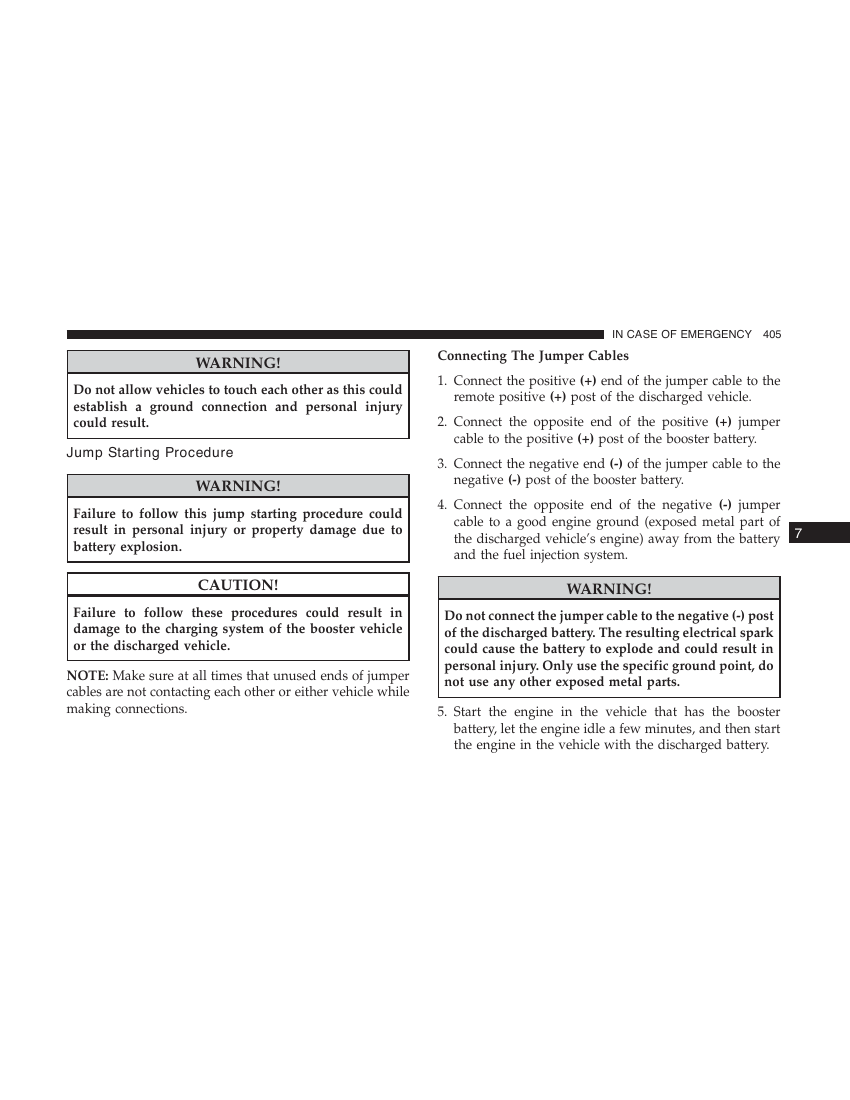 IN CASE OF EMERGENCY 405
WARNING!
Do not allow vehicles to touch each other as this could
establish a ground connection and personal injury
could result.
Jump Starting Procedure
WARNING!
Failure to follow this jump starting procedure could
result in personal injury or property damage due to
battery explosion.
CAUTION!
Failure to follow these procedures could result in
damage to the charging system of the booster vehicle
or the discharged vehicle.
NOTE: Make sure at all times that unused ends of jumper
cables are not contacting each other or either vehicle while
making connections.
Connecting The Jumper Cables
1. Connect the positive (+) end of the jumper cable to the
remote positive (+) post of the discharged vehicle.
2. Connect the opposite end of the positive (+) jumper
cable to the positive (+) post of the booster battery.
3. Connect the negative end (-) of the jumper cable to the
negative (-) post of the booster battery.
4. Connect the opposite end of the negative (-) jumper
cable to a good engine ground (exposed metal part of
the discharged vehicle’s engine) away from the battery
and the fuel injection system.
WARNING!
Do not connect the jumper cable to the negative (-) post
of the discharged battery. The resulting electrical spark
could cause the battery to explode and could result in
personal injury. Only use the specific ground point, do
not use any other exposed metal parts.
5. Start the engine in the vehicle that has the booster
battery, let the engine idle a few minutes, and then start
the engine in the vehicle with the discharged battery.
7